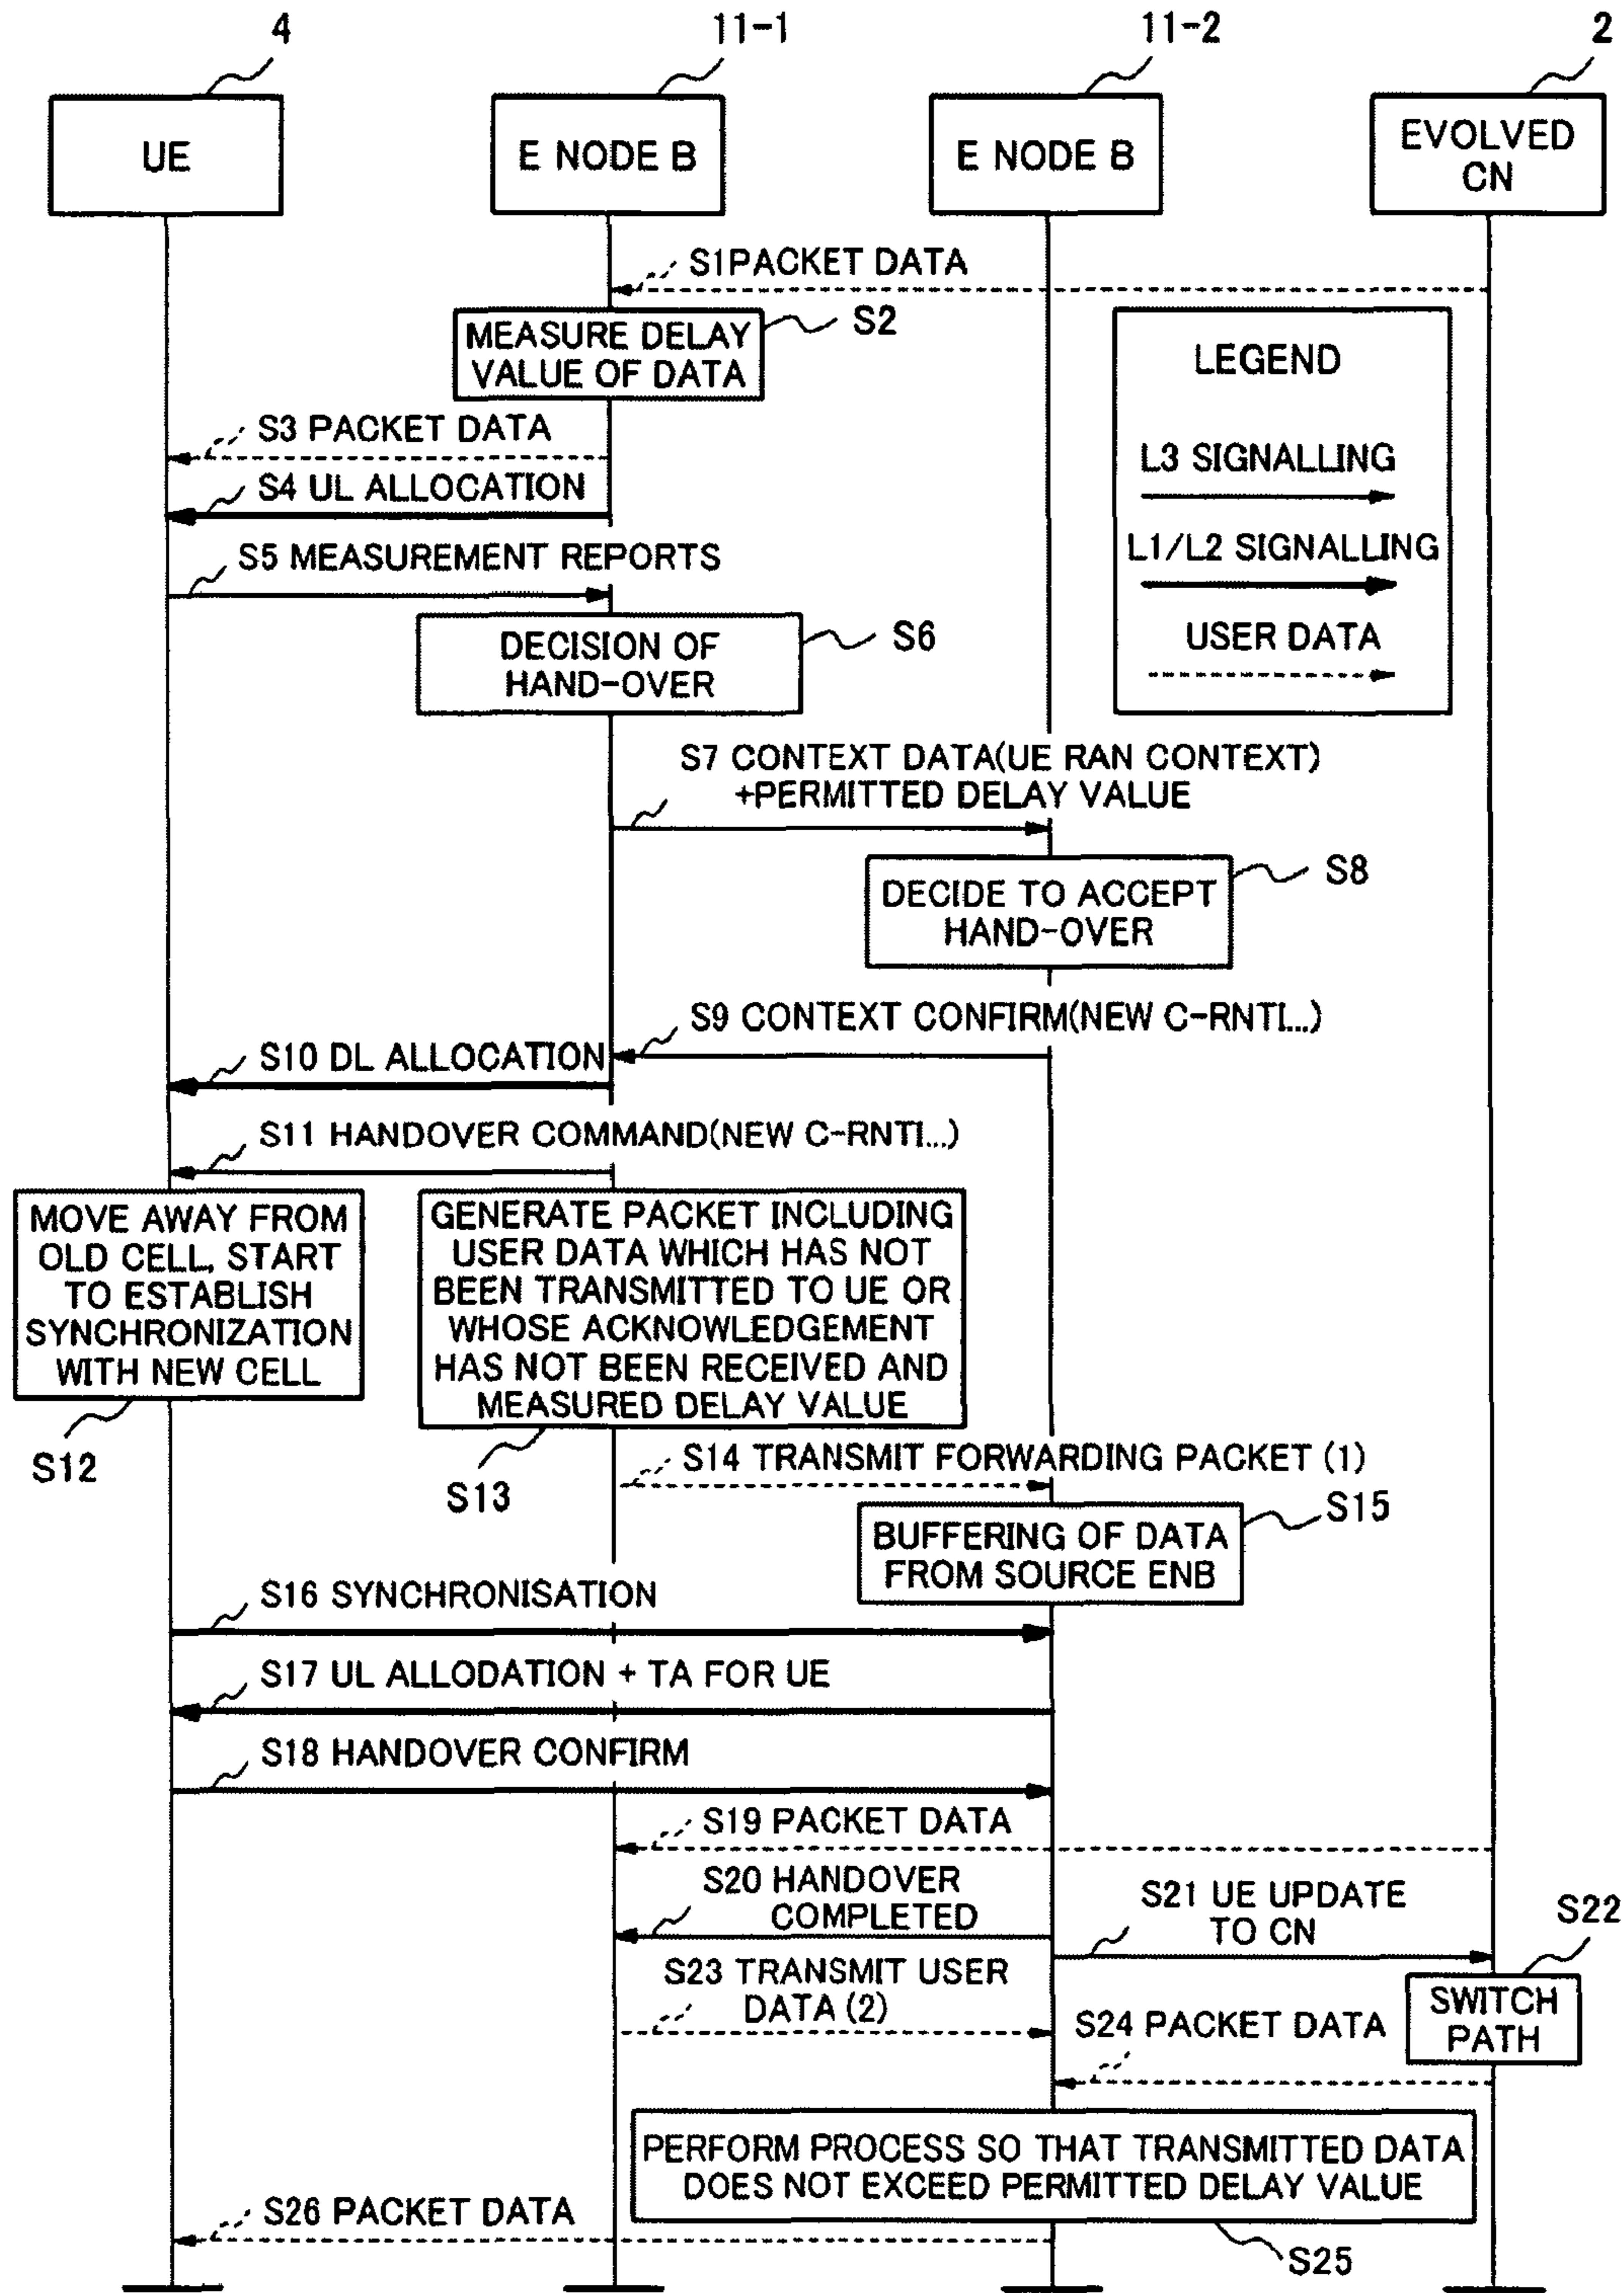 4
11-1
11-2
2
UE
E NODE B
E NODE B
EVOLVED
CN
S1PACKET DATA
MEASURE DELAY
VALUE OF DATA
S2
LEGEND
L3 SIGNALLING
L1/L2 SIGNALLING
USER DATA
S3 PACKET DATA
S4 UL ALLOCATION
S5 MEASUREMENT REPORTS
DECISION OF
HAND-OVER
S6
S7 CONTEXT DATA(UE RAN CONTEXT)
+PERMITTED DELAY VALUE
DECIDE TO ACCEPT
HAND-OVER
S8
S9 CONTEXT CONFIRM(NEW C-RNTI...)
S10 DL ALLOCATION
S11 HANDOVER COMMAND(NEW C-RNTI...)
MOVE AWAY FROM
OLD CELL, START
TO ESTABLISH
SYNCHRONIZATION
WITH NEW CELL
S12
GENERATE PACKET INCLUDING
USER DATA WHICH HAS NOT
BEEN TRANSMITTED TO UE OR
WHOSE ACKNOWLEDGEMENT
HAS NOT BEEN RECEIVED AND
MEASURED DELAY VALUE
S13
S14 TRANSMIT FORWARDING PACKET (1)
BUFFERING OF DATA
FROM SOURCE ENB
S15
S16 SYNCHRONISATION
S17 UL ALLODATION + TA FOR UE
S18 HANDOVER CONFIRM
S19 PACKET DATA
S20 HANDOVER
COMPLETED
S21 UE UPDATE
TO CN
S22
SWITCH
PATH
S23 TRANSMIT USER
DATA (2)
S24 PACKET DATA
PERFORM PROCESS SO THAT TRANSMITTED DATA
DOES NOT EXCEED PERMITTED DELAY VALUE
S25
S26 PACKET DATA